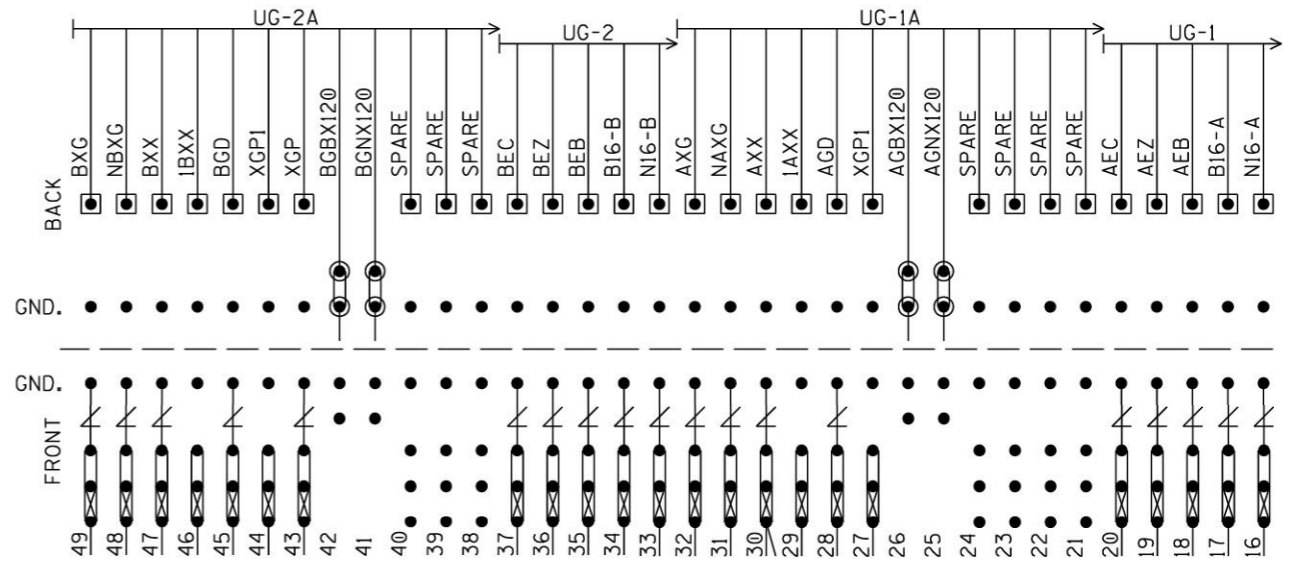 UG-2A UG-2 UG-1A UG-1
BXG NBXG BXX 1BXX BGD XGP1 XGP BGBX120 BGNX120 SPARE SPARE SPARE BEC BEZ BEB B16-B N16-B AXG NAXG AXX 1AXX AGD XGP1 AGBX120 AGNX120 SPARE SPARE SPARE SPARE AEC AEZ AEB B16-A N16-A
BACK
GND.
GND.
FRONT
49 48 47 46 45 44 43 42 41 40 39 38 37 36 35 34 33 32 31 30 29 28 27 26 25 24 23 22 21 20 19 18 17 16